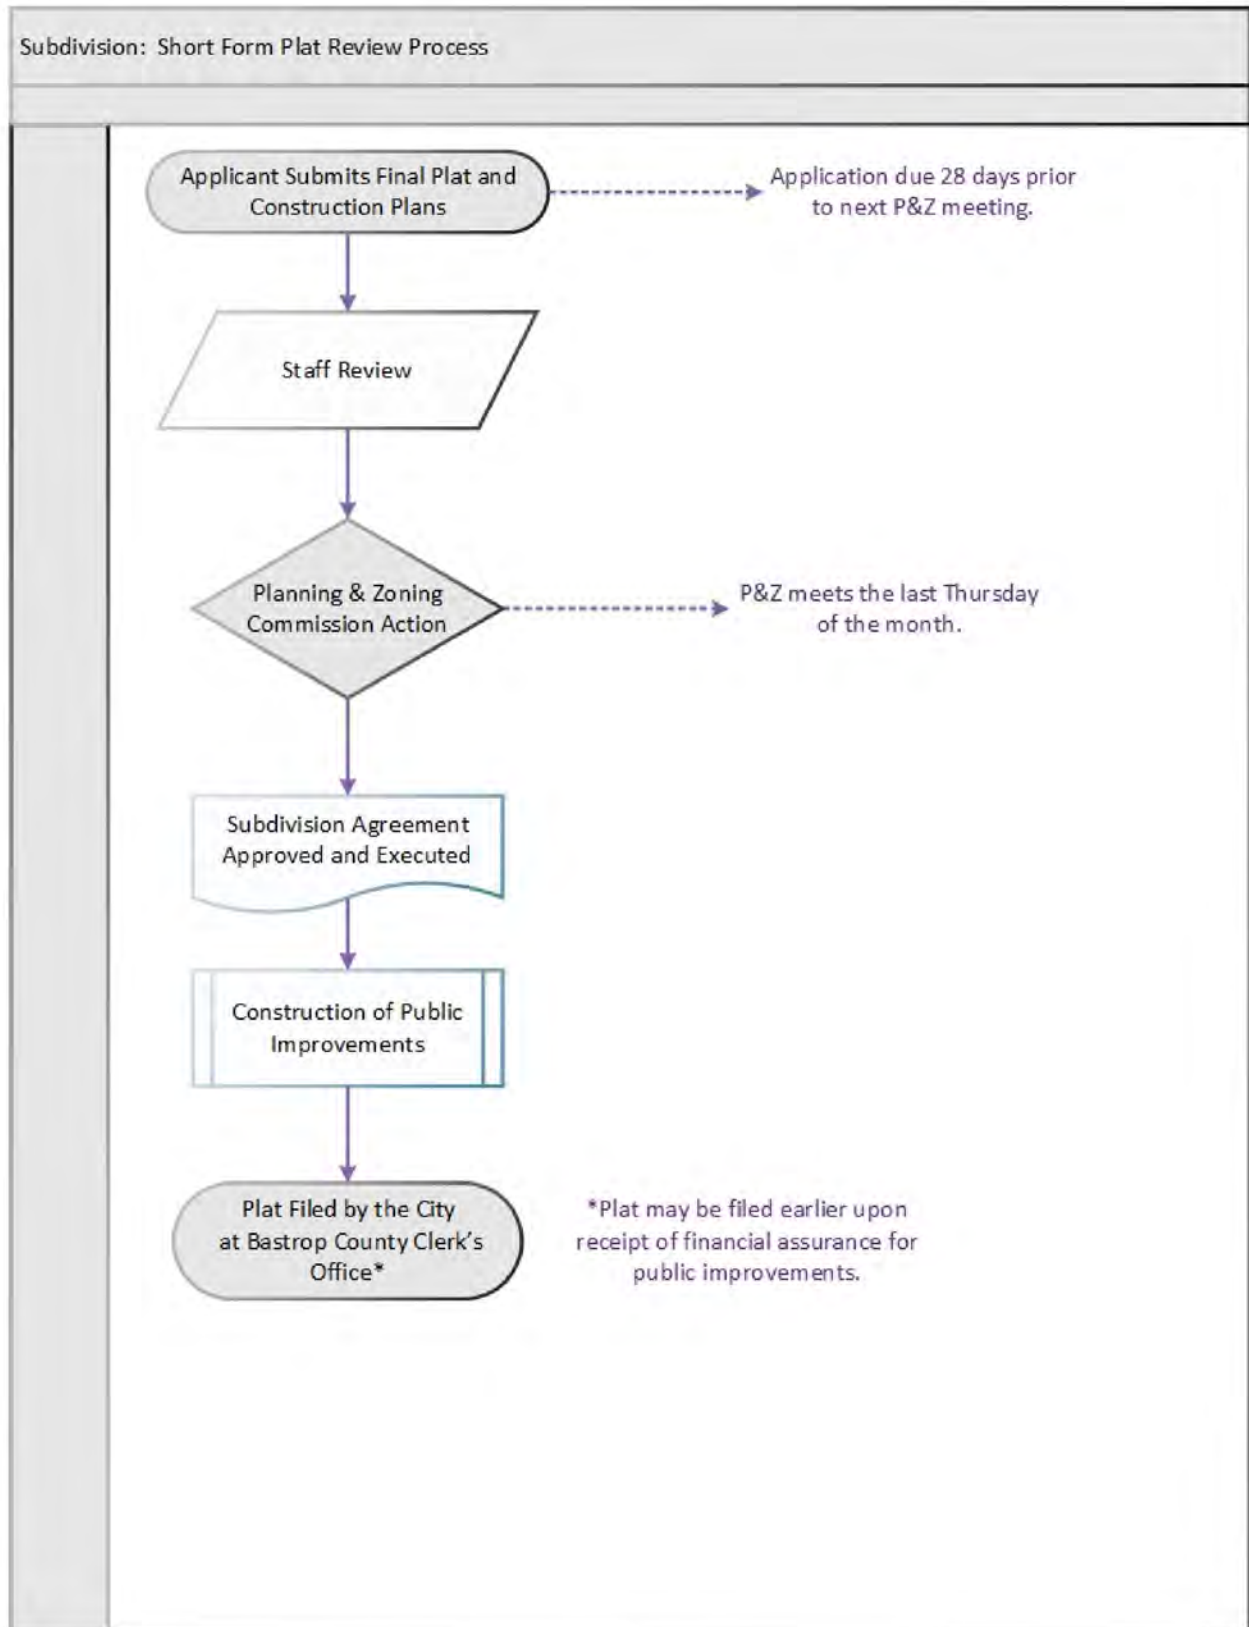 Subdivision: Short Form Plat Review Process
Applicant Submits Final Plat and
Construction Plans
Application due 28 days prior
to next P&Z meeting.
Staff Review
Planning & Zoning
Commission Action
P&Z meets the last Thursday
of the month.
Subdivision Agreement
Approved and Executed
Construction of Public
Improvements
Plat Filed by the City
at Bastrop County Clerk's
Office*
*Plat may be filed earlier upon
receipt of financial assurance for
public improvements.